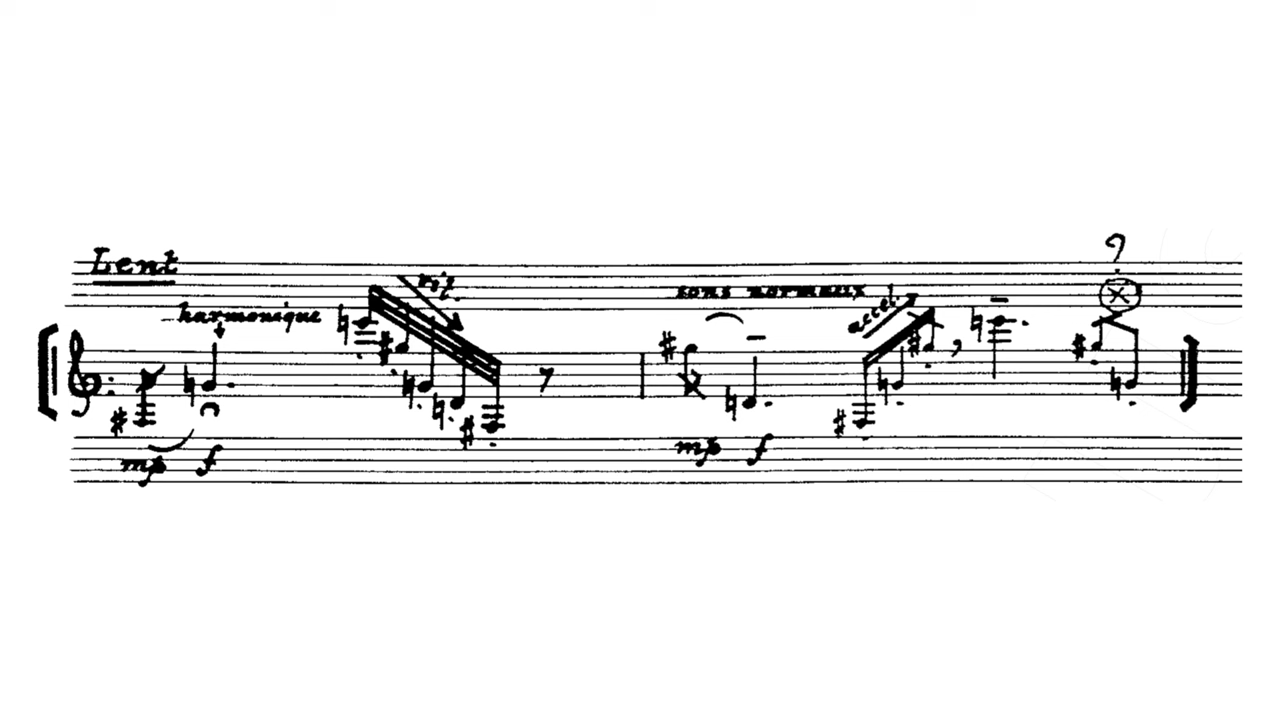 Lent
harmonique
rit.
sons normaux
accel.
mp f
mp f